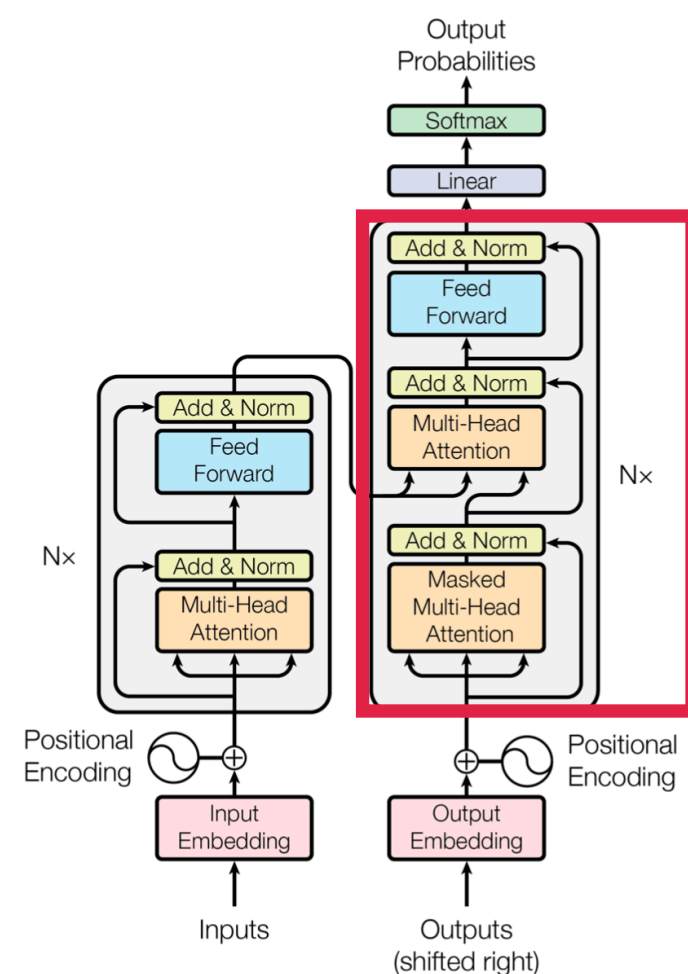 Output
Probabilities
Softmax
Linear
Add & Norm
Feed
Forward
Add & Norm
Multi-Head
Attention
Nx
Add & Norm
Masked
Multi-Head
Attention
Add & Norm
Feed
Forward
Nx
Add & Norm
Multi-Head
Attention
Positional
Encoding
Positional
Encoding
Input
Embedding
Output
Embedding
Inputs
Outputs
(shifted right)